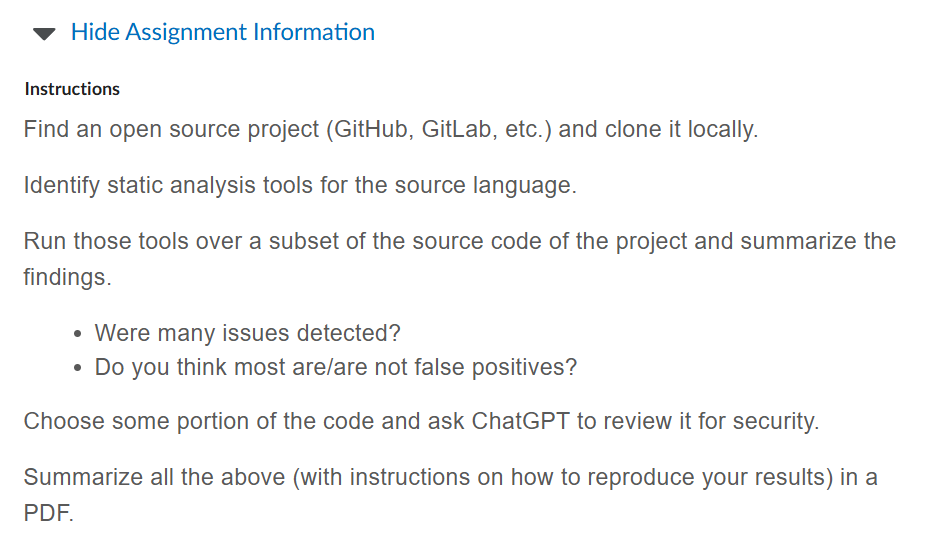 Hide Assignment Information
Instructions
Find an open source project (GitHub, GitLab, etc.) and clone it locally.
Identify static analysis tools for the source language.
Run those tools over a subset of the source code of the project and summarize the
findings.
• Were many issues detected?
• Do you think most are/are not false positives?
Choose some portion of the code and ask ChatGPT to review it for security.
Summarize all the above (with instructions on how to reproduce your results) in a
PDF.